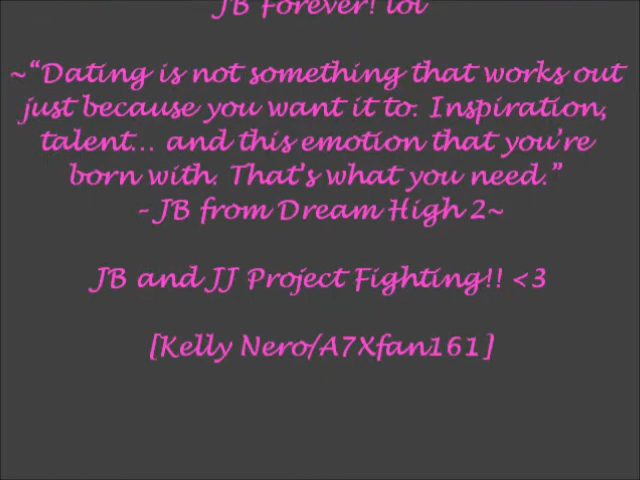 JB Forever! lol
~“Dating is not something that works out
just because you want it to. Inspiration,
talent... and this emotion that you're
born with. That's what you need.”
- JB from Dream High 2~
JB and JJ Project Fighting!! <3
[Kelly Nero/A7Xfan161]